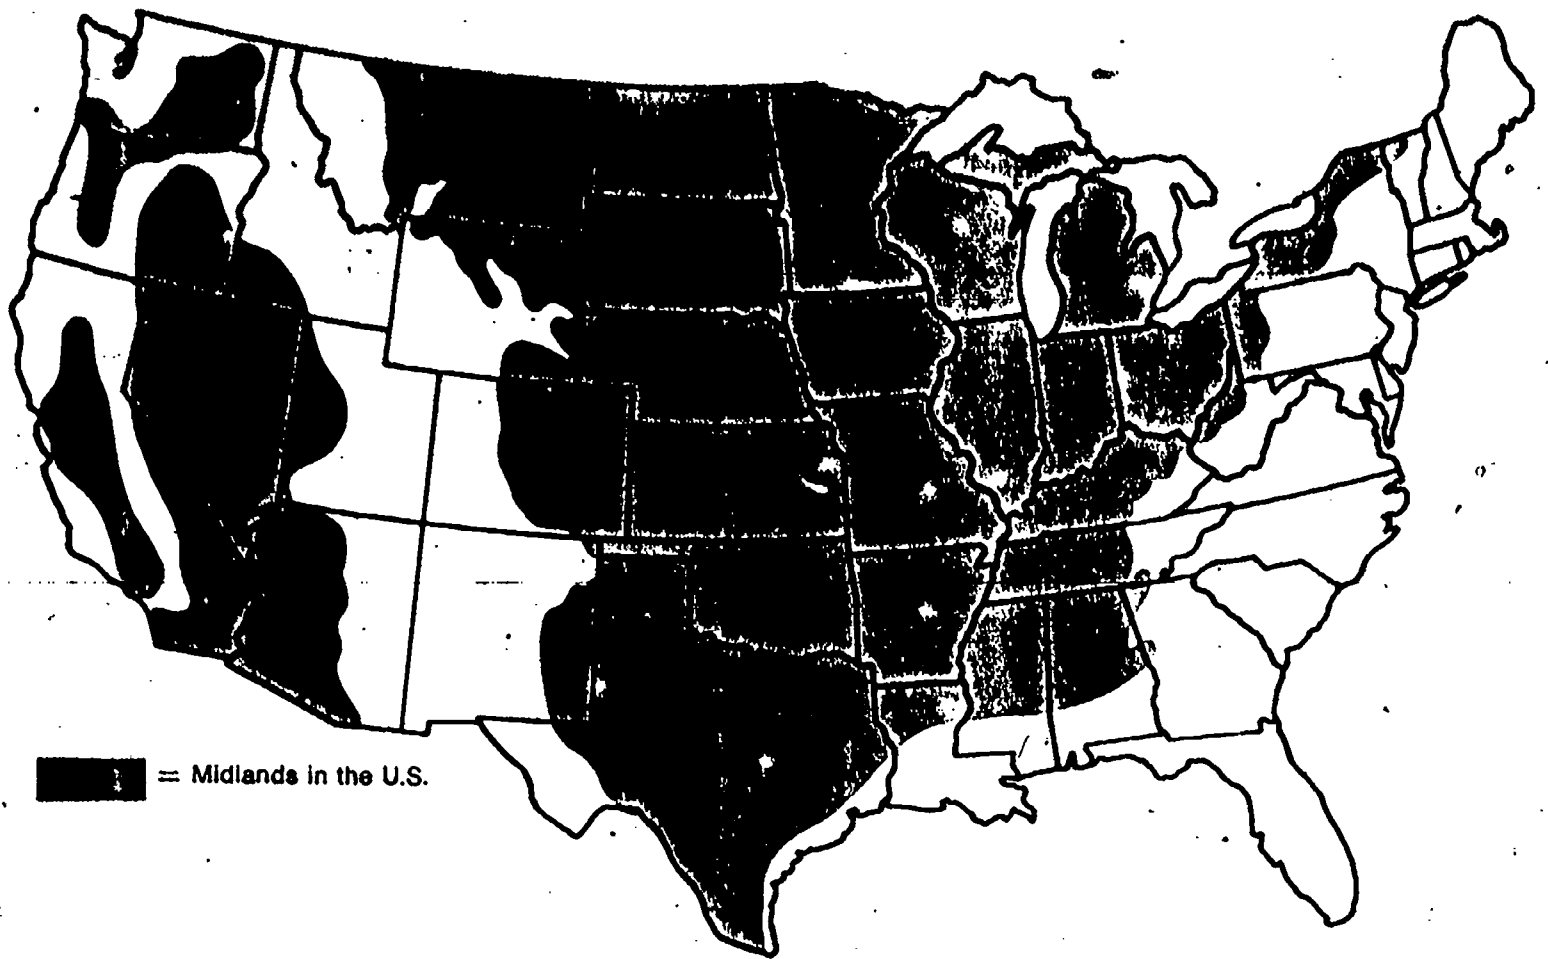 = Midlands in the U.S.